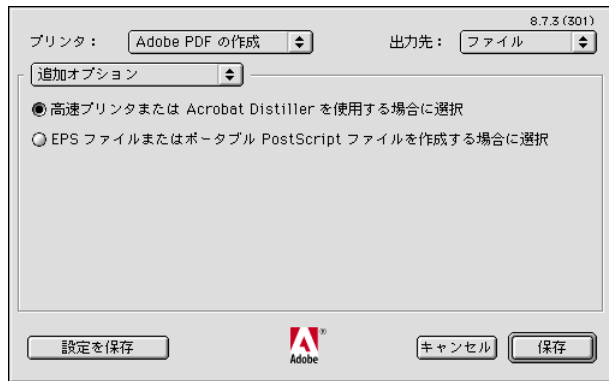 8.7.3 (301)
プリンタ： Adobe PDF の作成 出力先： ファイル
追加オプション
高速プリンタまたは Acrobat Distiller を使用する場合に選択
EPS ファイルまたはポータブル PostScript ファイルを作成する場合に選択
設定を保存 Adobe ® キャンセル 保存